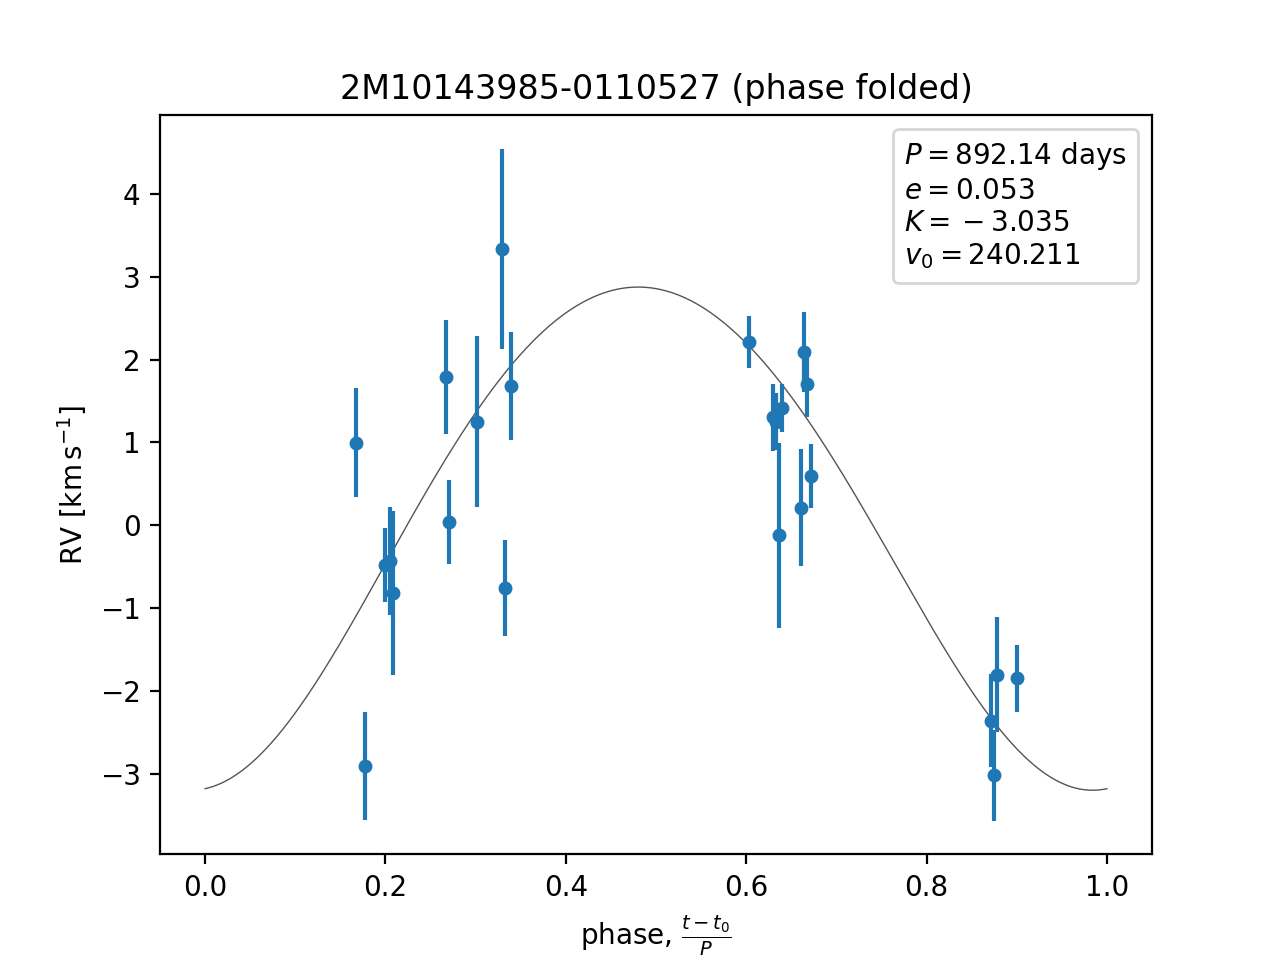 2M10143985-0110527 (phase folded)
P = 892.14 days
e = 0.053
K = −3.035
v₀ = 240.211
RV [km s⁻¹]
4
3
2
1
0
−1
−2
−3
0.0 0.2 0.4 0.6 0.8 1.0
phase, (t − t₀)/P